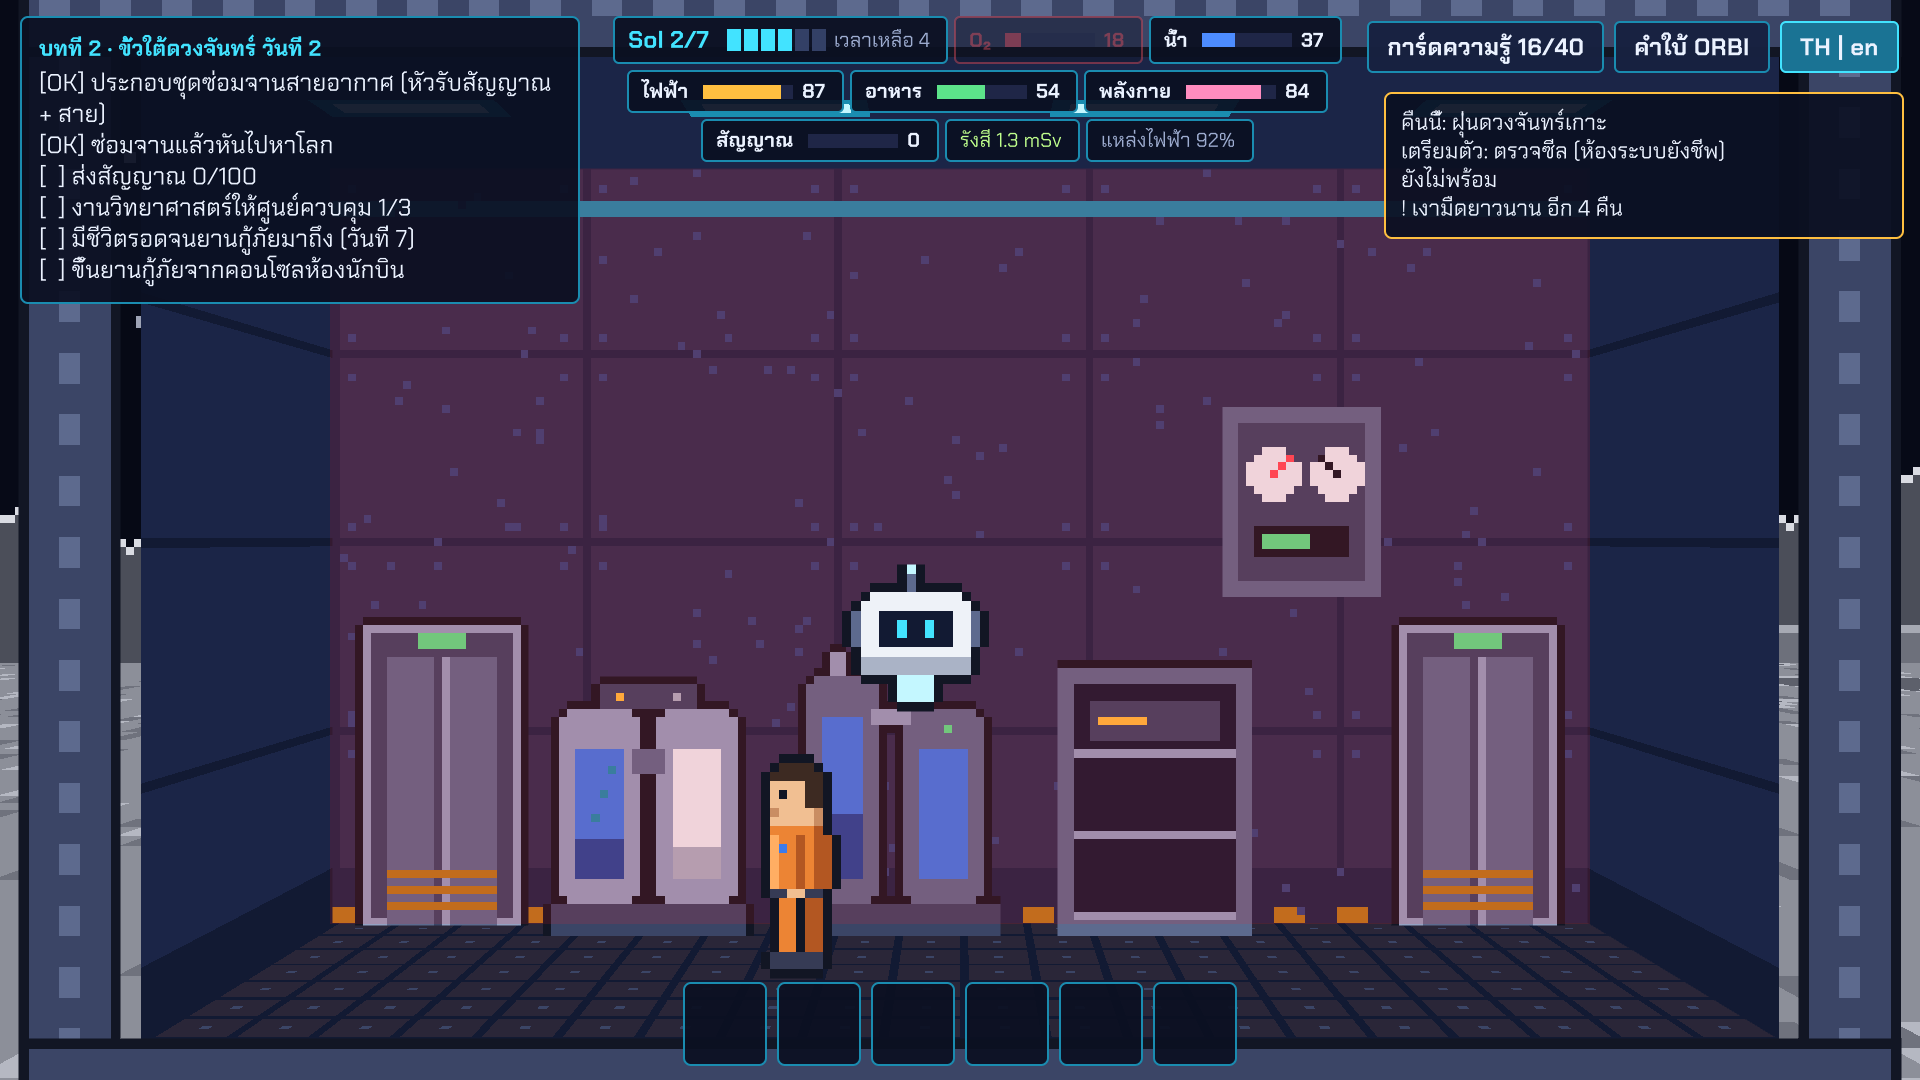 บทที่ 2 · ขั้วใต้ดวงจันทร์ วันที่ 2
[OK] ประกอบชุดซ่อมจานสายอากาศ (หัวรับสัญญาณ
+ สาย)
[OK] ซ่อมจานแล้วหันไปหาโลก
[ ] ส่งสัญญาณ 0/100
[ ] งานวิทยาศาสตร์ให้ศูนย์ควบคุม 1/3
[ ] มีชีวิตรอดจนยานกู้ภัยมาถึง (วันที่ 7)
[ ] ขึ้นยานกู้ภัยจากคอนโซลห้องนักบิน
Sol 2/7 เวลาเหลือ 4
O₂ 18
น้ำ 37
ไฟฟ้า 87
อาหาร 54
พลังกาย 84
สัญญาณ 0
รังสี 1.3 mSv
แหล่งไฟฟ้า 92%
การ์ดความรู้ 16/40
คำใบ้ ORBI
TH | en
คืนนี้: ฝุ่นดวงจันทร์เกาะ
เตรียมตัว: ตรวจซีล (ห้องระบบยังชีพ)
ยังไม่พร้อม
! เงามืดยาวนาน อีก 4 คืน